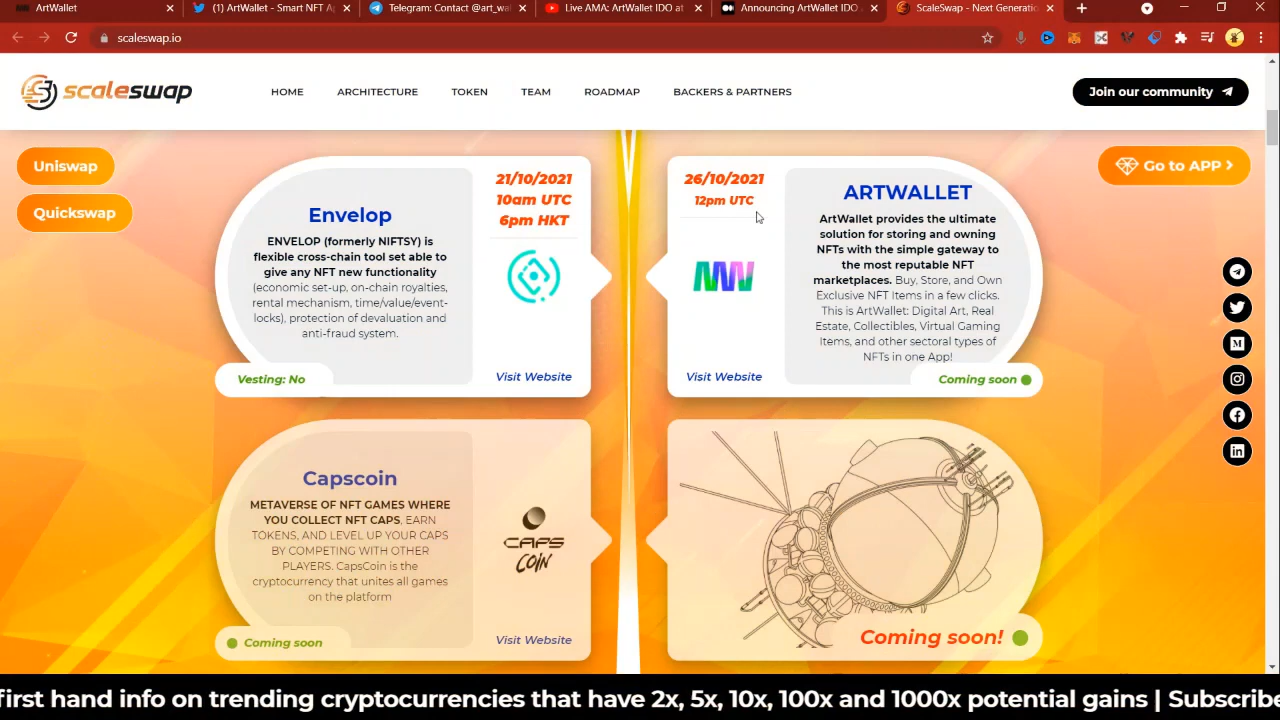 ArtWallet
(1) ArtWallet - Smart NFT A
Telegram: Contact @art_wa
Live AMA: ArtWallet IDO at
Announcing ArtWallet IDO
ScaleSwap - Next Generatio
scaleswap.io
scaleswap
HOME
ARCHITECTURE
TOKEN
TEAM
ROADMAP
BACKERS & PARTNERS
Join our community
Uniswap
Quickswap
Go to APP
Envelop
ENVELOP (formerly NIFTSY) is
flexible cross-chain tool set able to
give any NFT new functionality
(economic set-up, on-chain royalties,
rental mechanism, time/value/event-
locks), protection of devaluation and
anti-fraud system.
Vesting: No
21/10/2021
10am UTC
6pm HKT
Visit Website
26/10/2021
12pm UTC
Visit Website
ARTWALLET
ArtWallet provides the ultimate
solution for storing and owning
NFTs with the simple gateway to
the most reputable NFT
marketplaces. Buy, Store, and Own
Exclusive NFT Items in a few clicks.
This is ArtWallet: Digital Art, Real
Estate, Collectibles, Virtual Gaming
Items, and other sectoral types of
NFTs in one App!
Coming soon
Capscoin
METAVERSE OF NFT GAMES WHERE
YOU COLLECT NFT CAPS, EARN
TOKENS, AND LEVEL UP YOUR CAPS
BY COMPETING WITH OTHER
PLAYERS. CapsCoin is the
cryptocurrency that unites all games
on the platform
Coming soon
CAPS
COIN
Visit Website
Coming soon!
first hand info on trending cryptocurrencies that have 2x, 5x, 10x, 100x and 1000x potential gains | Subscribe